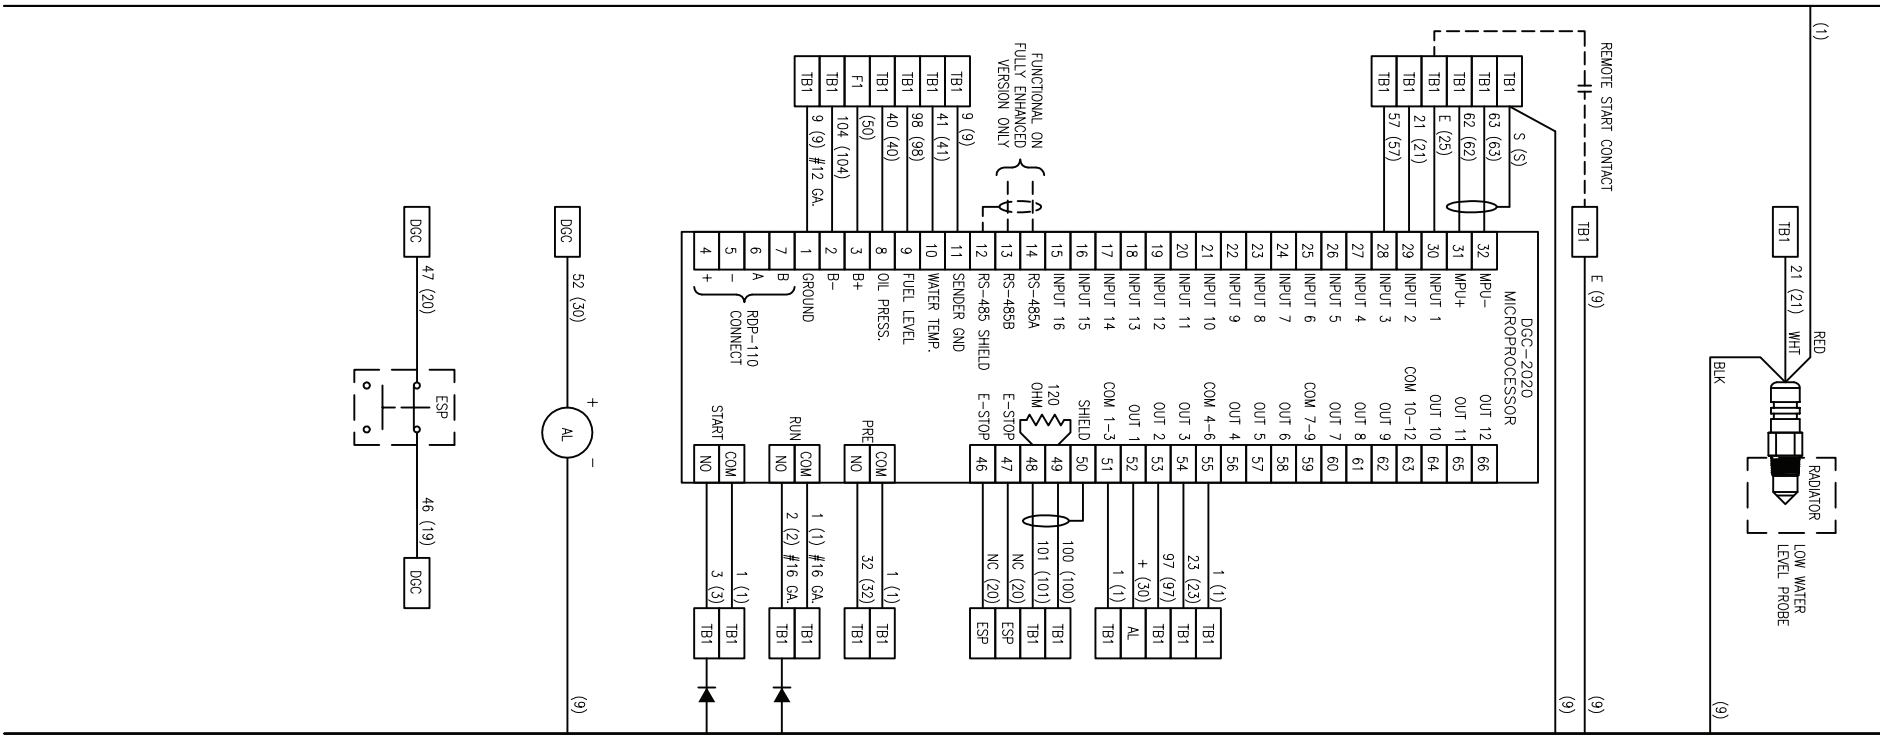 (1)
RED
TB1
21 (21)
WHT
BLK
(9)
RADIATOR
LOW WATER
LEVEL PROBE
REMOTE START CONTACT
TB1
E (9)
(9)
(9)
TB1
S (S)
TB1
63 (63)
TB1
62 (62)
TB1
E (25)
TB1
21 (21)
TB1
57 (57)
FUNCTIONAL ON
FULLY ENHANCED
VERSION ONLY
TB1
9 (9)
TB1
41 (41)
TB1
98 (98)
TB1
40 (40)
F1
(50)
TB1
104 (104)
TB1
9 (9) #12 GA.
DGC-2020
MICROPROCESSOR
32 MPU-
31 MPU+
30 INPUT 1
29 INPUT 2
28 INPUT 3
27 INPUT 4
26 INPUT 5
25 INPUT 6
24 INPUT 7
23 INPUT 8
22 INPUT 9
21 INPUT 10
20 INPUT 11
19 INPUT 12
18 INPUT 13
17 INPUT 14
16 INPUT 15
15 INPUT 16
14 RS-485A
13 RS-485B
12 RS-485 SHIELD
11 SENDER GND
10 WATER TEMP.
9 FUEL LEVEL
8 OIL PRESS.
3 B+
2 B-
1 GROUND
7 B
6 A
5 -
4 +
RDP-110
CONNECT
OUT 12 66
OUT 11 65
OUT 10 64
COM 10-12 63
OUT 9 62
OUT 8 61
OUT 7 60
COM 7-9 59
OUT 6 58
OUT 5 57
OUT 4 56
COM 4-6 55
OUT 3 54
OUT 2 53
OUT 1 52
COM 1-3 51
SHIELD 50
49
48
120
OHM
E-STOP 47
E-STOP 46
PRE
COM
NO
RUN
COM
NO
START
COM
NO
1 (1) TB1
23 (23) TB1
97 (97) TB1
+ (30) AL
1 (1) TB1
100 (100) TB1
101 (101) TB1
NC (20) ESP
NC (20) ESP
1 (1) TB1
32 (32) TB1
1 (1) #16 GA. TB1
2 (2) #16 GA. TB1
1 (1) TB1
3 (3) TB1
DGC
52 (30)
+
AL
-
(9)
DGC
47 (20)
ESP
46 (19)
DGC